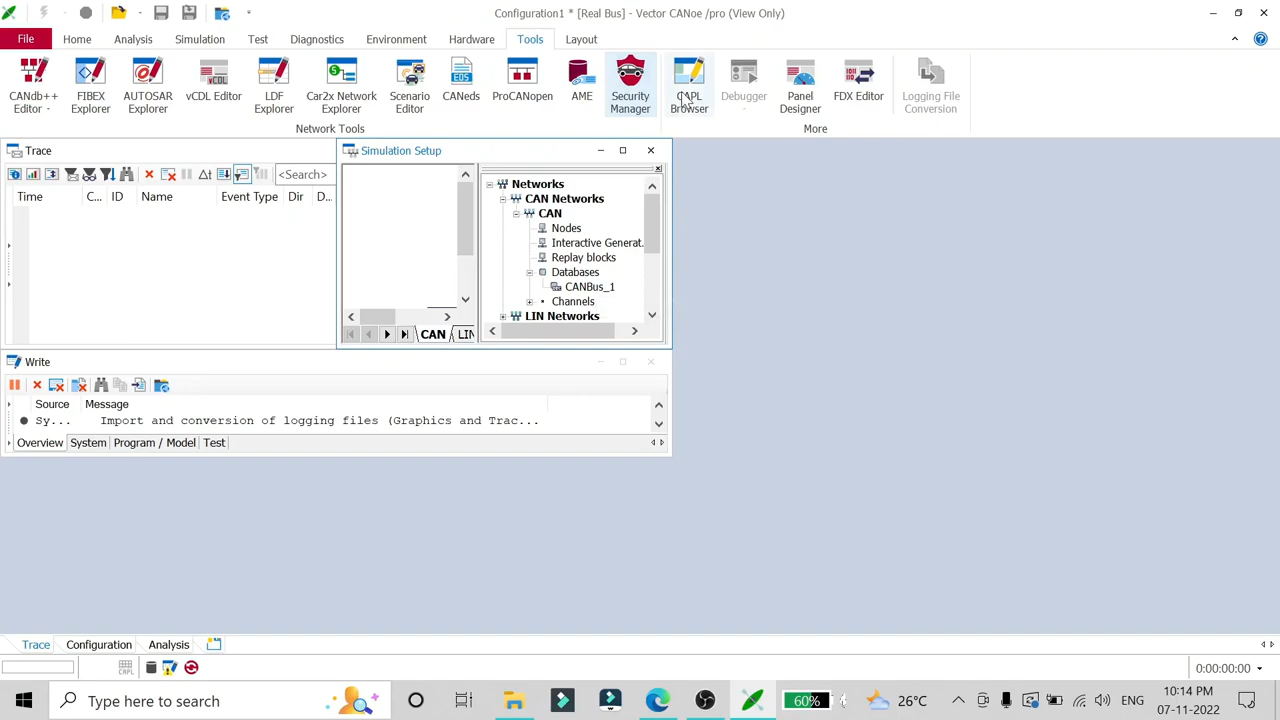 Configuration1 * [Real Bus] - Vector CANoe /pro (View Only)
File Home Analysis Simulation Test Diagnostics Environment Hardware Tools Layout
CANdb++ Editor
FIBEX Explorer
AUTOSAR Explorer
vCDL Editor
LDF Explorer
Car2x Network Explorer
Scenario Editor
CANeds
ProCANopen
AME
Security Manager
CAPL Browser
Debugger
Panel Designer
FDX Editor
Logging File Conversion
Network Tools
More
Trace
<Search>
Time C... ID Name Event Type Dir D...
Simulation Setup
Networks
CAN Networks
CAN
Nodes
Interactive Generat.
Replay blocks
Databases
CANBus_1
Channels
LIN Networks
CAN LIN
Write
Source Message
Sy... Import and conversion of logging files (Graphics and Trac...
Overview System Program / Model Test
Trace Configuration Analysis
CAPL
0:00:00:00
Type here to search
60%
26°C
ENG
10:14 PM
07-11-2022